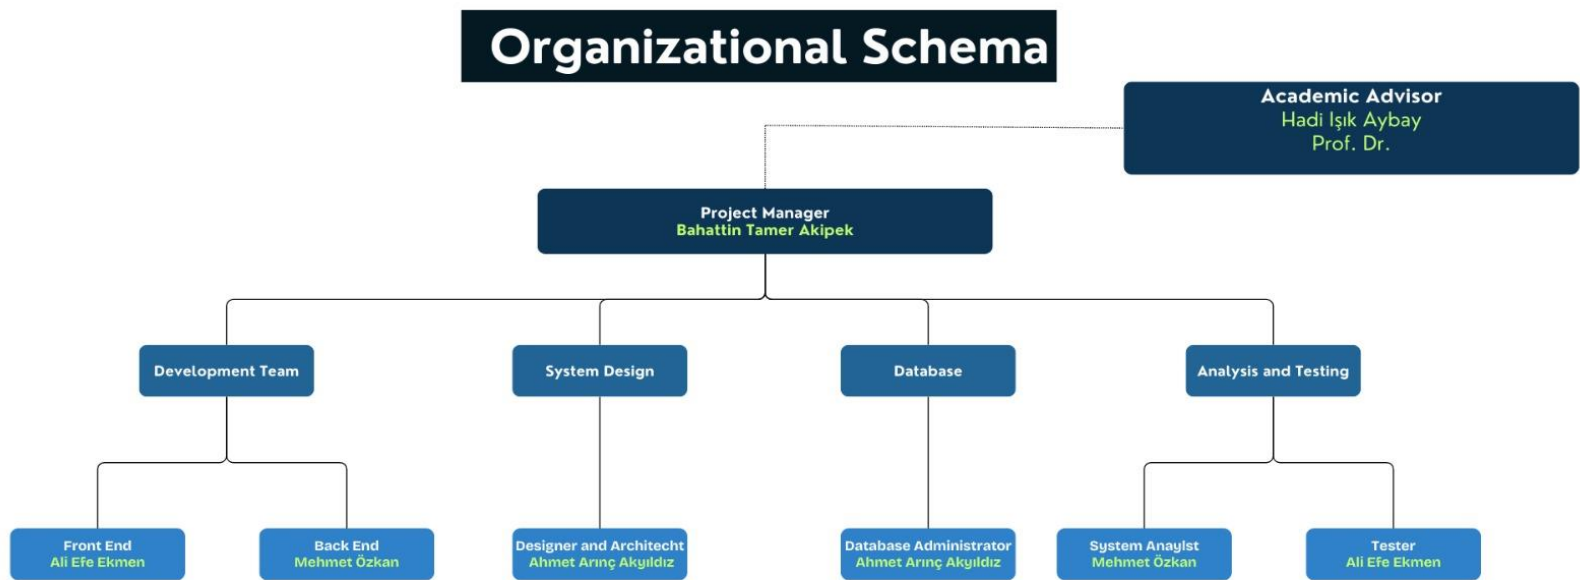 Organizational Schema
Academic Advisor
Hadi Işık Aybay
Prof. Dr.
Project Manager
Bahattin Tamer Akipek
Development Team
System Design
Database
Analysis and Testing
Front End
Ali Efe Ekmen
Back End
Mehmet Özkan
Designer and Architecht
Ahmet Arınç Akyıldız
Database Administrator
Ahmet Arınç Akyıldız
System Anaylst
Mehmet Özkan
Tester
Ali Efe Ekmen